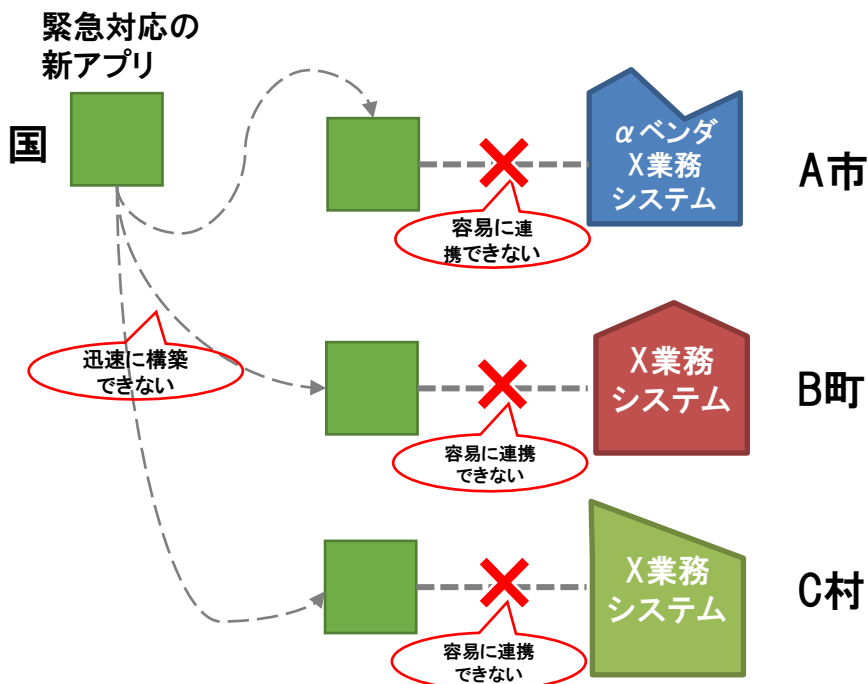 緊急対応の
新アプリ
国
αベンダ
X業務
システム
A市
容易に連
携できない
迅速に構築
できない
X業務
システム
B町
容易に連携
できない
X業務
システム
C村
容易に連携
できない